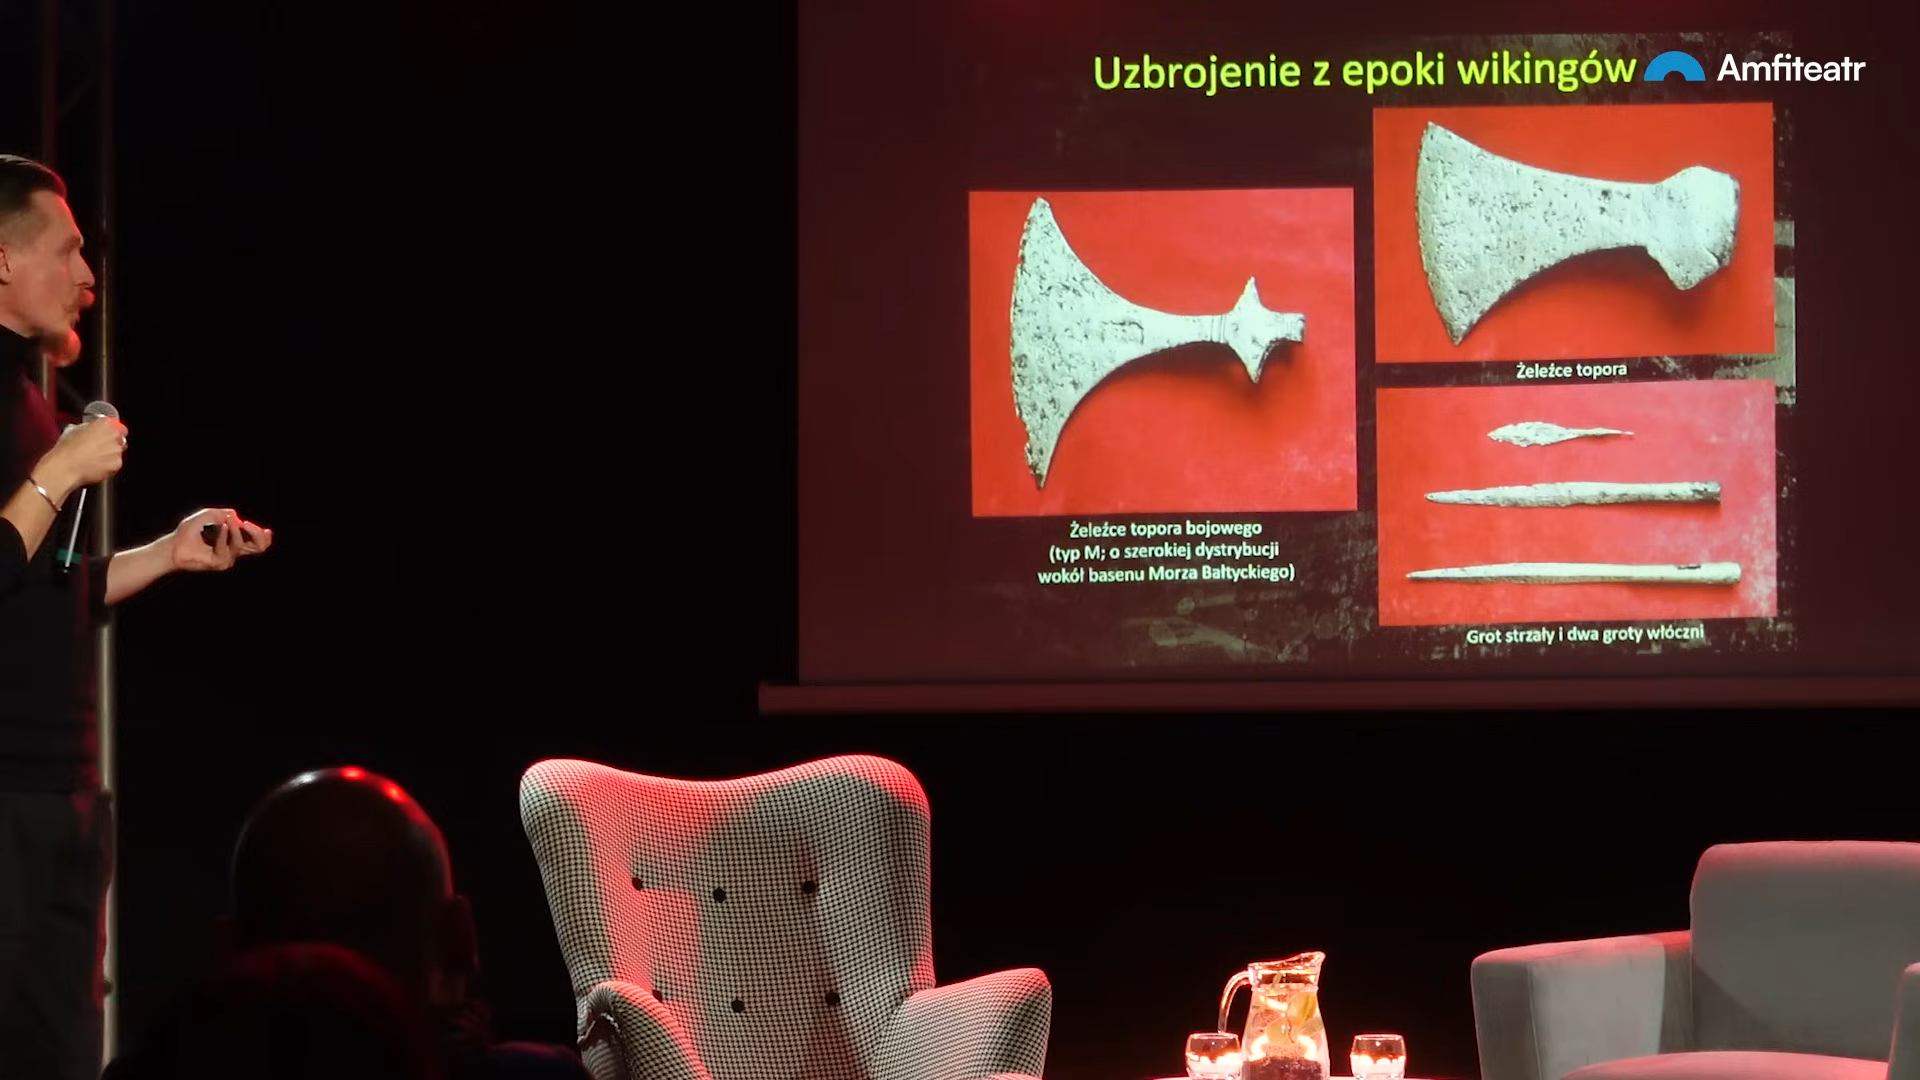 Uzbrojenie z epoki wikingów
Amfiteatr
Żeleźce topora
Żeleźce topora bojowego
(typ M; o szerokiej dystrybucji
wokół basenu Morza Bałtyckiego)
Grot strzały i dwa groty włóczni